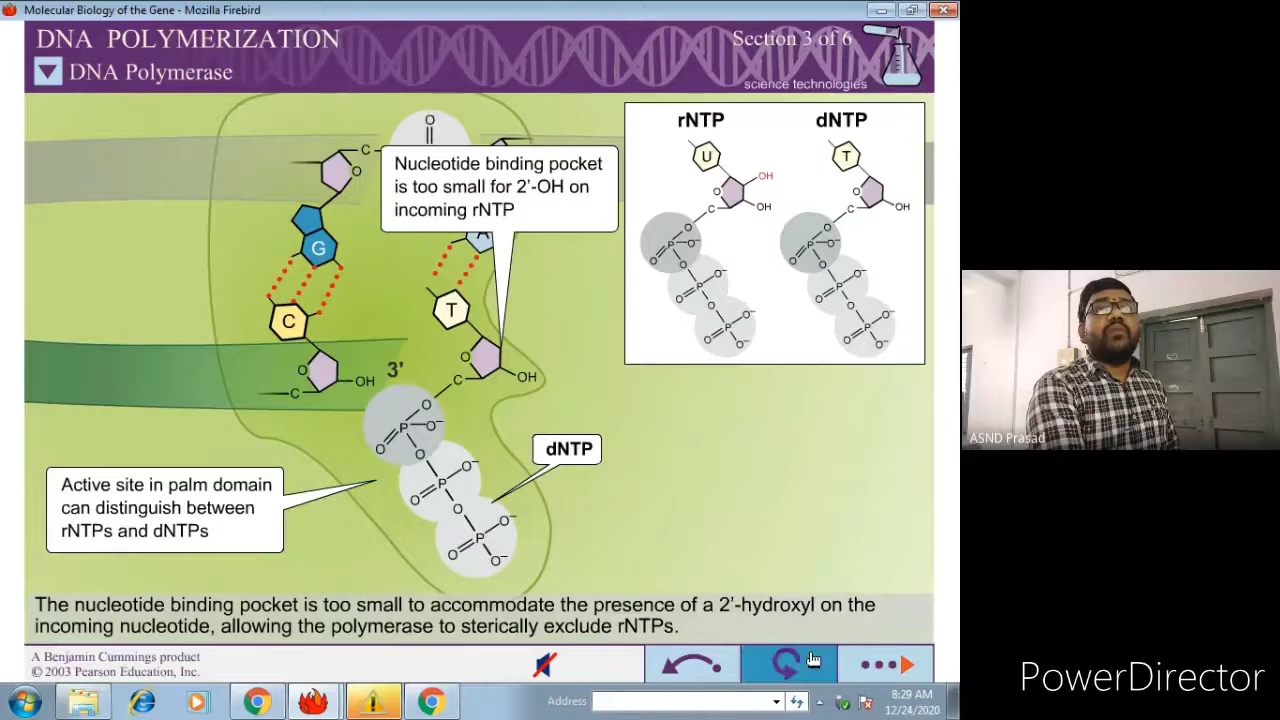 Molecular Biology of the Gene - Mozilla Firebird
DNA POLYMERIZATION
Section 3 of 6
DNA Polymerase
science technologies
O
C
O
Nucleotide binding pocket
is too small for 2'-OH on
incoming rNTP
G
A
C
T
O
OH
C
3'
O
OH
C
O
P
O⁻
O
O
P
O⁻
O
O
P
O⁻
O
O⁻
dNTP
Active site in palm domain
can distinguish between
rNTPs and dNTPs
rNTP
dNTP
U
OH
O
OH
C
O
P
O⁻
O
O
O⁻
P
O
O
O⁻
P
O
O⁻
T
O
OH
C
O
P
O⁻
O
O
O⁻
P
O
O
O⁻
P
O
O⁻
The nucleotide binding pocket is too small to accommodate the presence of a 2'-hydroxyl on the
incoming nucleotide, allowing the polymerase to sterically exclude rNTPs.
A Benjamin Cummings product
© 2003 Pearson Education, Inc.
Address
8:29 AM
12/24/2020
ASND Prasad
PowerDirector